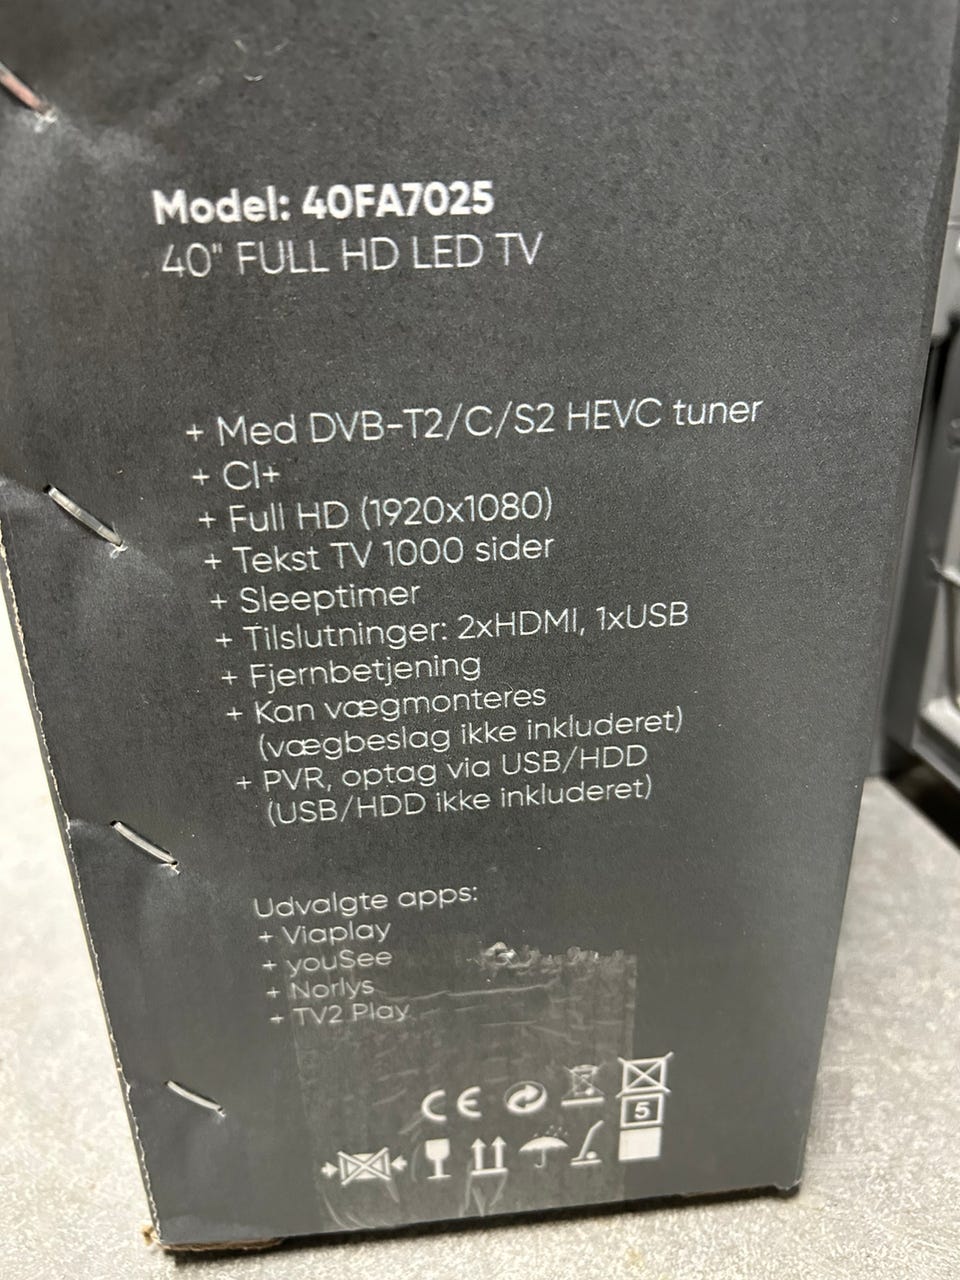 Model: 40FA7025
40" FULL HD LED TV
+ Med DVB-T2/C/S2 HEVC tuner
+ CI+
+ Full HD (1920x1080)
+ Tekst TV 1000 sider
+ Sleeptimer
+ Tilslutninger: 2xHDMI, 1xUSB
+ Fjernbetjening
+ Kan vægmonteres
(vægbeslag ikke inkluderet)
+ PVR, optag via USB/HDD
(USB/HDD ikke inkluderet)
Udvalgte apps:
+ Viaplay
+ youSee
+ Norlys
+ TV2 Play
CE
5